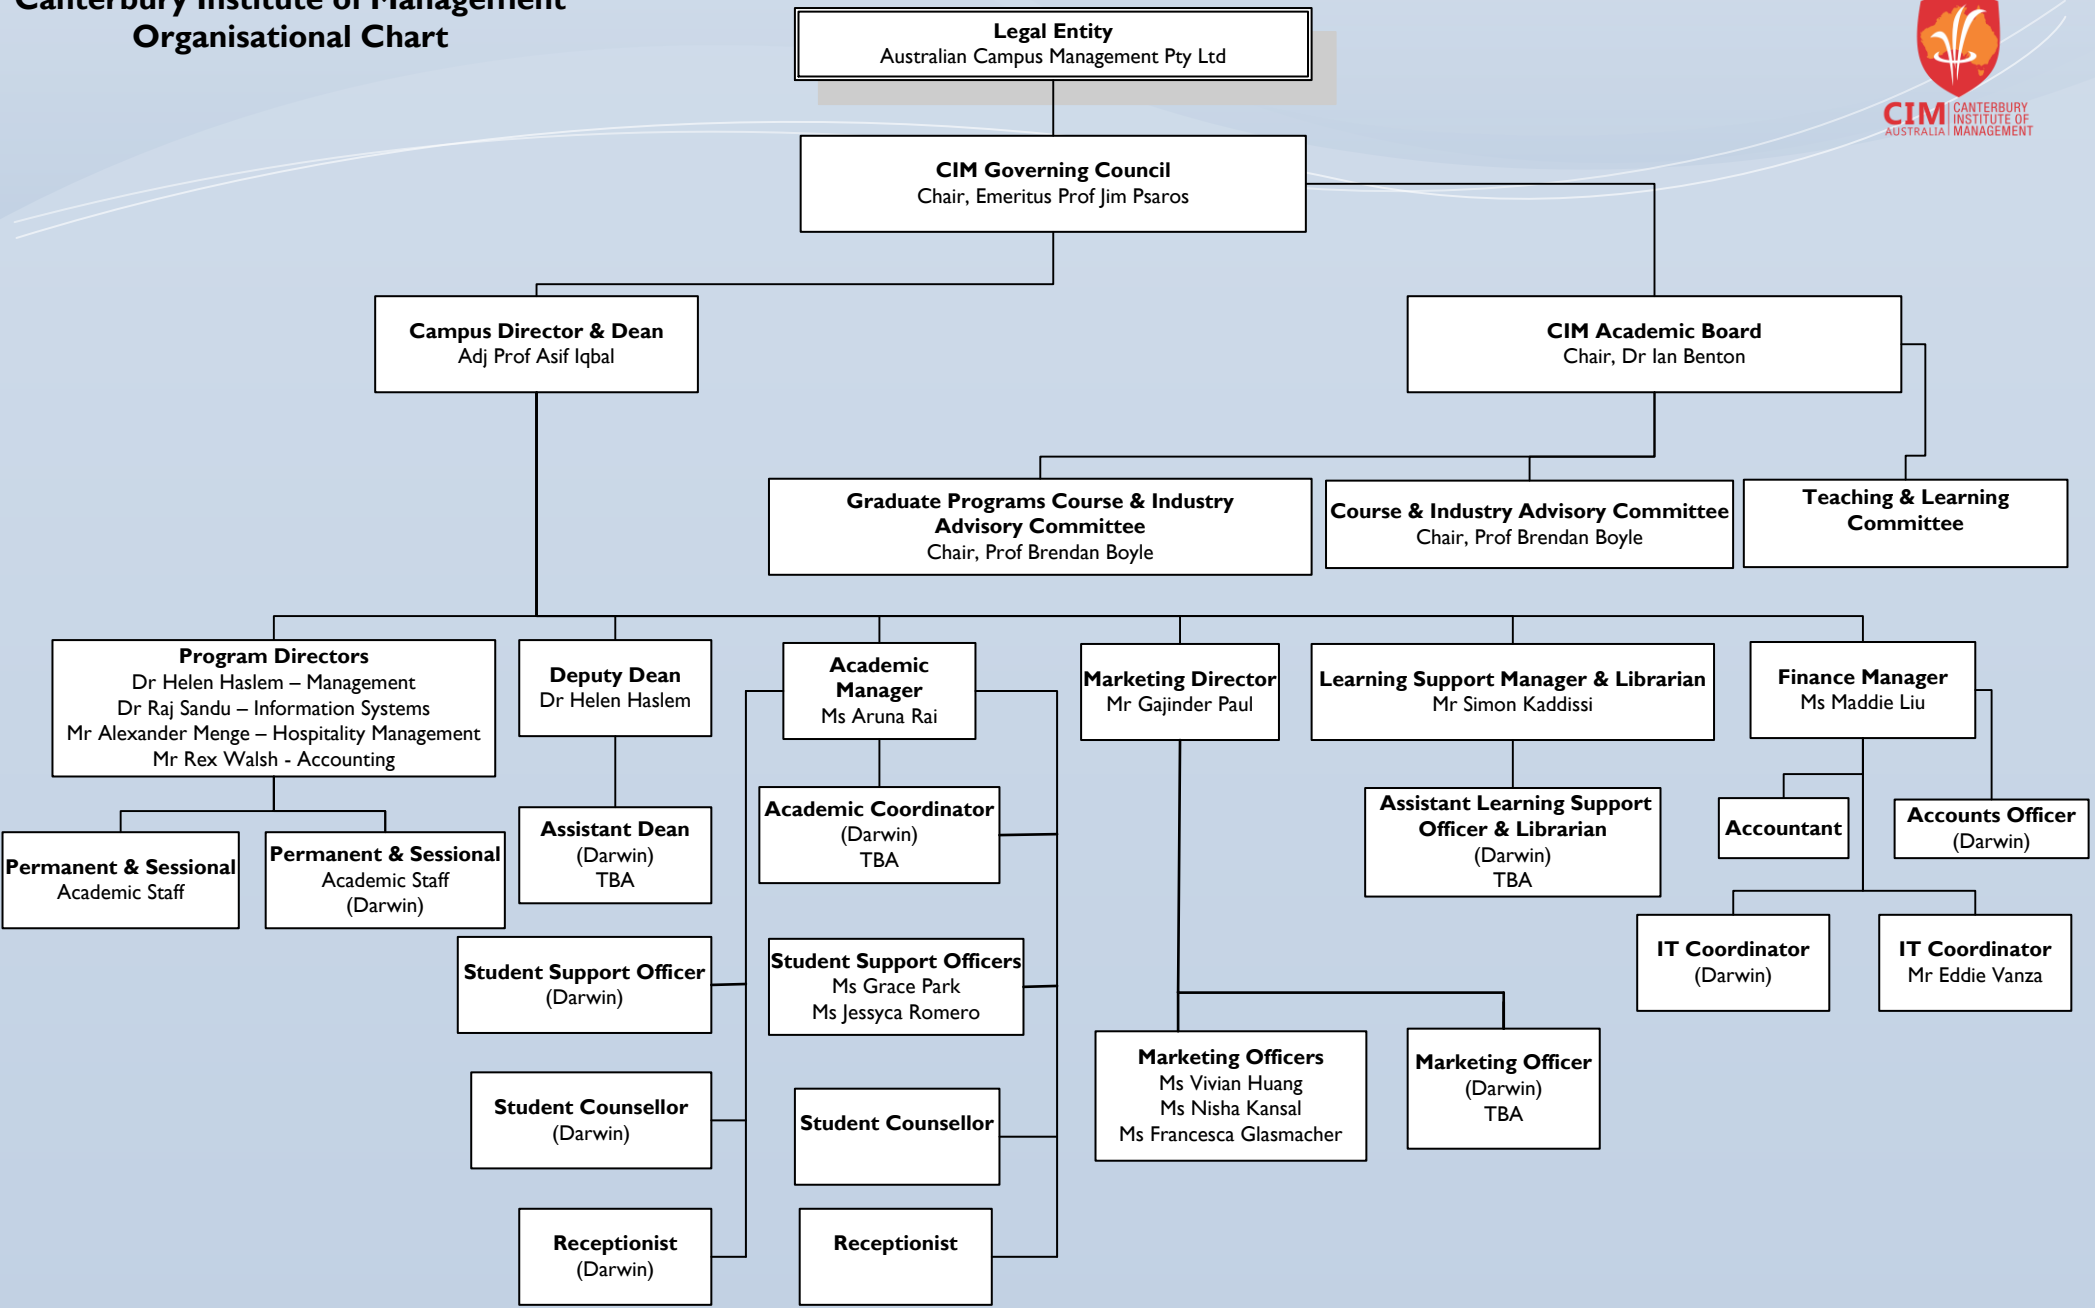 Canterbury Institute of Management
Organisational Chart
Legal Entity
Australian Campus Management Pty Ltd
CIM
AUSTRALIA
CANTERBURY
INSTITUTE OF
MANAGEMENT
CIM Governing Council
Chair, Emeritus Prof Jim Psaros
Campus Director & Dean
Adj Prof Asif Iqbal
CIM Academic Board
Chair, Dr Ian Benton
Graduate Programs Course & Industry
Advisory Committee
Chair, Prof Brendan Boyle
Course & Industry Advisory Committee
Chair, Prof Brendan Boyle
Teaching & Learning
Committee
Program Directors
Dr Helen Haslem – Management
Dr Raj Sandu – Information Systems
Mr Alexander Menge – Hospitality Management
Mr Rex Walsh - Accounting
Deputy Dean
Dr Helen Haslem
Academic
Manager
Ms Aruna Rai
Marketing Director
Mr Gajinder Paul
Learning Support Manager & Librarian
Mr Simon Kaddissi
Finance Manager
Ms Maddie Liu
Permanent & Sessional
Academic Staff
Permanent & Sessional
Academic Staff
(Darwin)
Assistant Dean
(Darwin)
TBA
Academic Coordinator
(Darwin)
TBA
Assistant Learning Support
Officer & Librarian
(Darwin)
TBA
Accountant
Accounts Officer
(Darwin)
Student Support Officer
(Darwin)
Student Support Officers
Ms Grace Park
Ms Jessyca Romero
IT Coordinator
(Darwin)
IT Coordinator
Mr Eddie Vanza
Marketing Officers
Ms Vivian Huang
Ms Nisha Kansal
Ms Francesca Glasmacher
Marketing Officer
(Darwin)
TBA
Student Counsellor
(Darwin)
Student Counsellor
Receptionist
(Darwin)
Receptionist